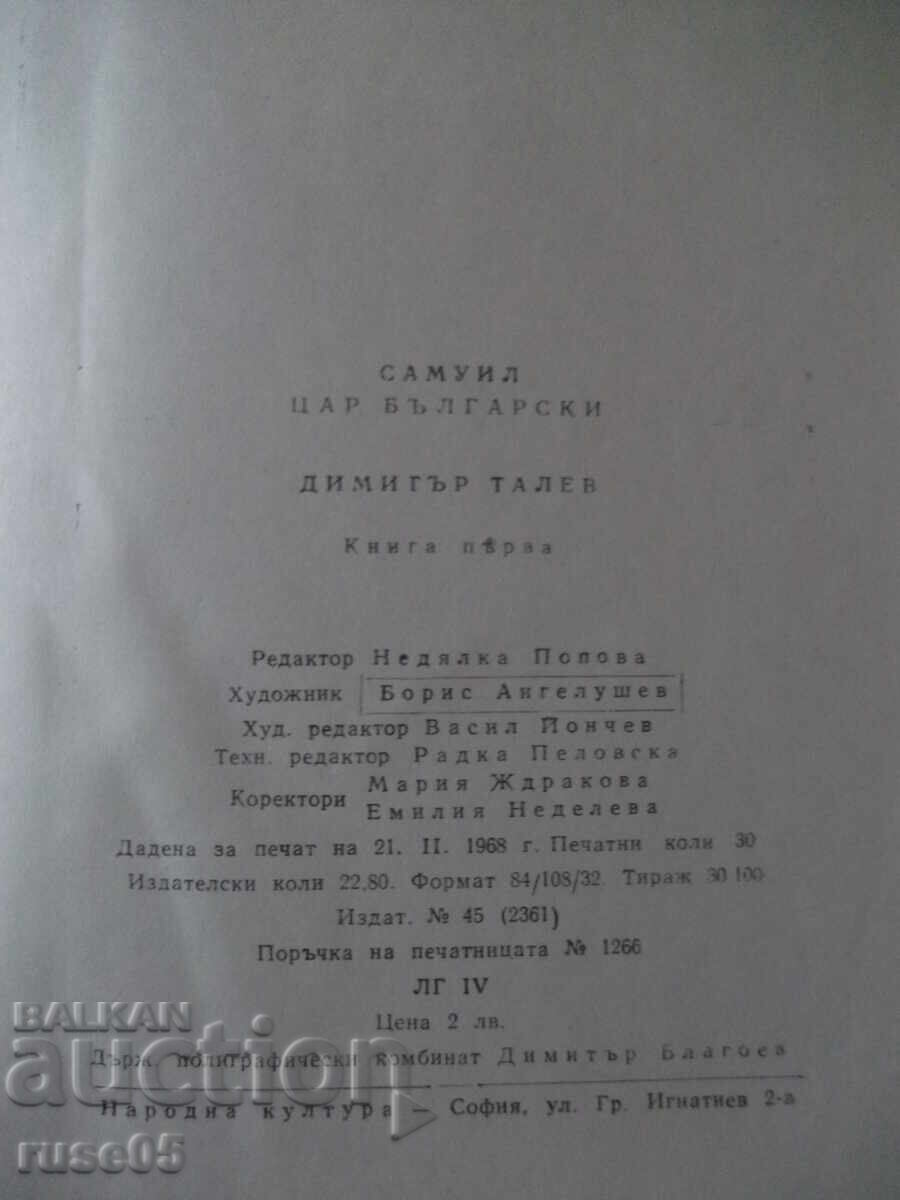 САМУИЛ
ЦАР БЪЛГАРСКИ
ДИМИТЪР ТАЛЕВ
Книга първа
Редактор Недялка Попова
Художник Борис Ангелушев
Худ. редактор Васил Йончев
Техн. редактор Радка Пеловска
Коректори Мария Ждракова
Емилия Неделева
Дадена за печат на 21. II. 1968 г. Печатни коли 30
Издателски коли 22,80. Формат 84/108/32. Тираж 30 100
Издат. № 45 (2361)
Поръчка на печатницата № 1266
ЛГ IV
Цена 2 лв.
Държ. полиграфически комбинат Димитър Благоев
Народна култура — София, ул. Гр. Игнатиев 2-а
BALKAN
auction
ruse05